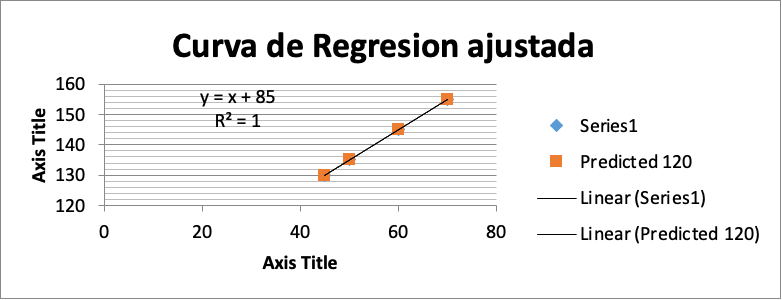 Curva de Regresion ajustada
y = x + 85
R² = 1
160
150
140
130
120
0
20
40
60
80
Axis Title
Axis Title
Series1
Predicted 120
Linear (Series1)
Linear (Predicted 120)